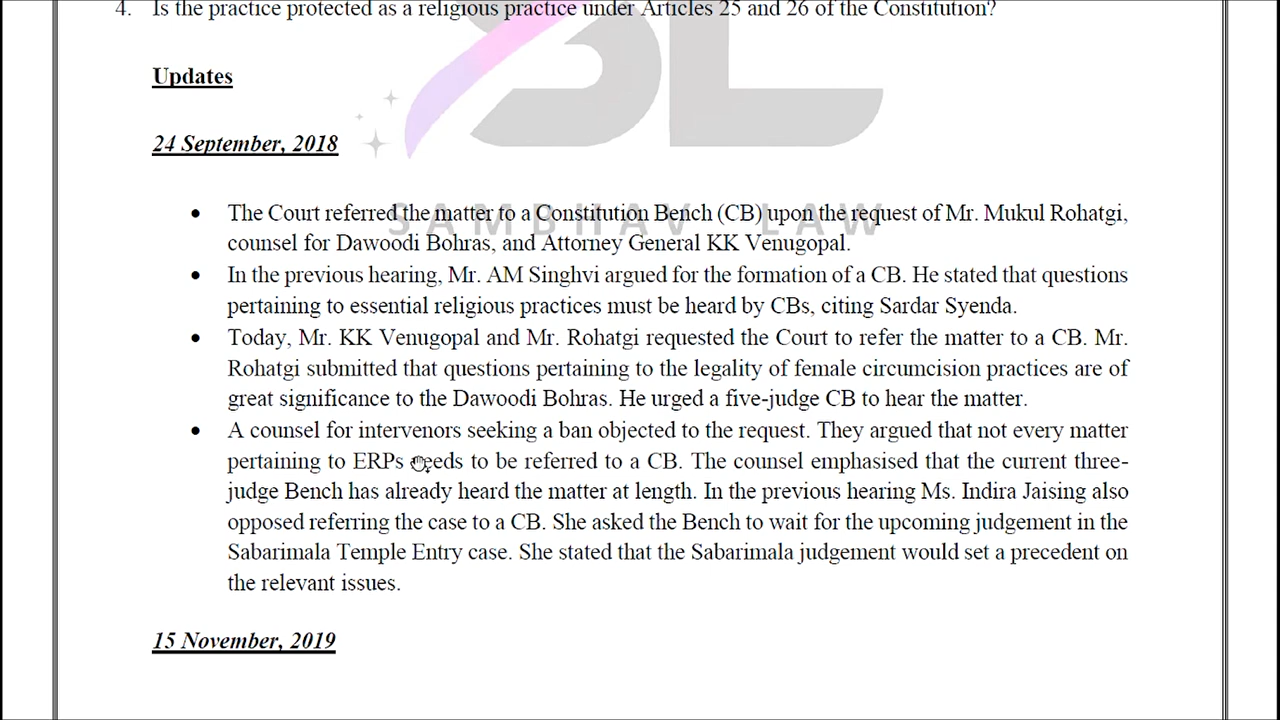 4. Is the practice protected as a religious practice under Articles 25 and 26 of the Constitution?
Updates
24 September, 2018
SAMBHAV LAW
• The Court referred the matter to a Constitution Bench (CB) upon the request of Mr. Mukul Rohatgi,
counsel for Dawoodi Bohras, and Attorney General KK Venugopal.
• In the previous hearing, Mr. AM Singhvi argued for the formation of a CB. He stated that questions
pertaining to essential religious practices must be heard by CBs, citing Sardar Syenda.
• Today, Mr. KK Venugopal and Mr. Rohatgi requested the Court to refer the matter to a CB. Mr.
Rohatgi submitted that questions pertaining to the legality of female circumcision practices are of
great significance to the Dawoodi Bohras. He urged a five-judge CB to hear the matter.
• A counsel for intervenors seeking a ban objected to the request. They argued that not every matter
pertaining to ERPs needs to be referred to a CB. The counsel emphasised that the current three-
judge Bench has already heard the matter at length. In the previous hearing Ms. Indira Jaising also
opposed referring the case to a CB. She asked the Bench to wait for the upcoming judgement in the
Sabarimala Temple Entry case. She stated that the Sabarimala judgement would set a precedent on
the relevant issues.
15 November, 2019